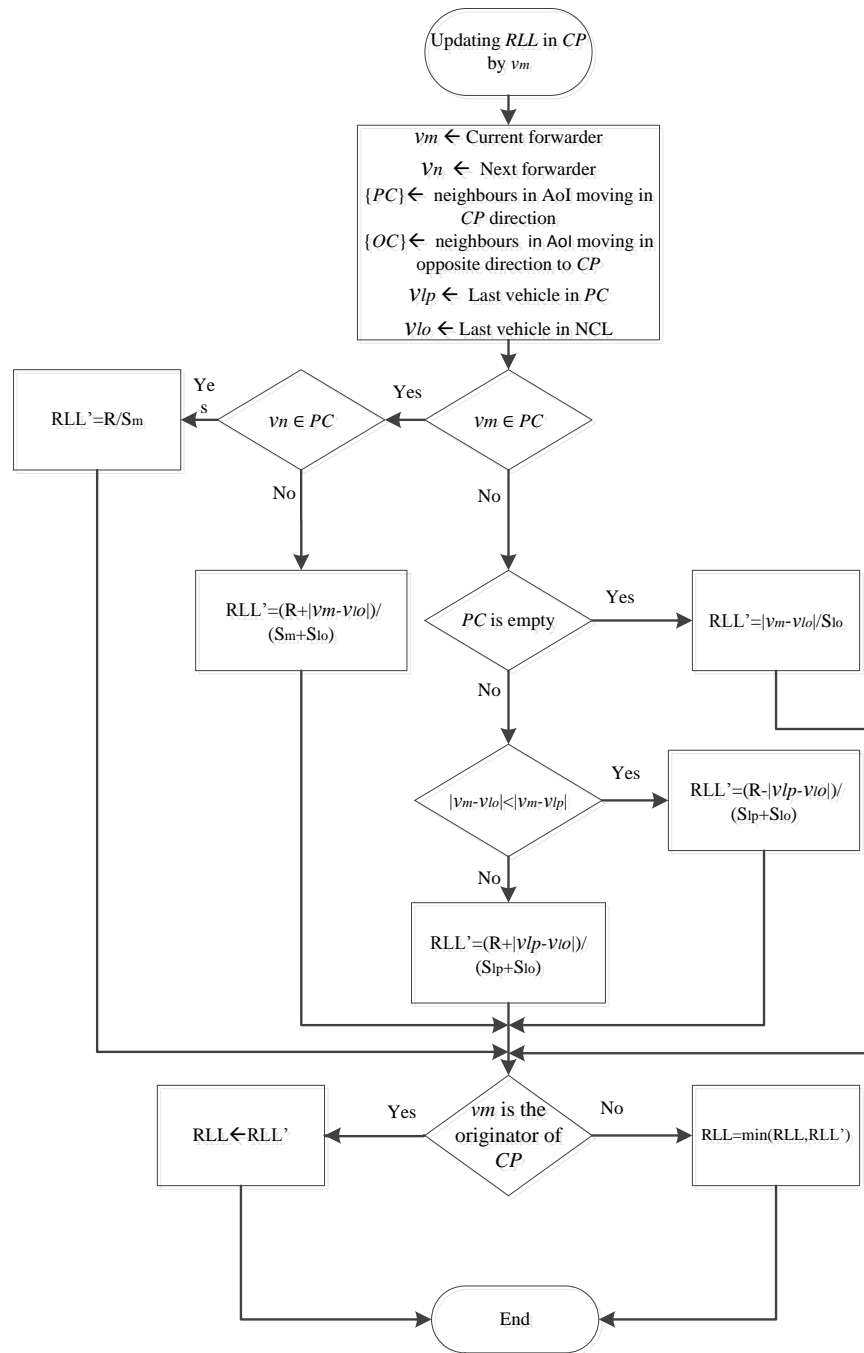 Updating RLL in CP
by vm
vm ← Current forwarder
vn ← Next forwarder
{PC}← neighbours in AoI moving in
CP direction
{OC}← neighbours in AoI moving in
opposite direction to CP
vlp ← Last vehicle in PC
vlo ← Last vehicle in NCL
vm ∈ PC
Yes
vn ∈ PC
Ye
s
RLL’=R/Sm
No
No
RLL’=(R+|vm-vlo|)/
(Sm+Slo)
PC is empty
Yes
RLL’=|vm-vlo|/Slo
No
|vm-vlo|<|vm-vlp|
Yes
RLL’=(R-|vlp-vlo|)/
(Slp+Slo)
No
RLL’=(R+|vlp-vlo|)/
(Slp+Slo)
vm is the
originator of
CP
Yes
RLL←RLL’
No
RLL=min(RLL,RLL’)
End